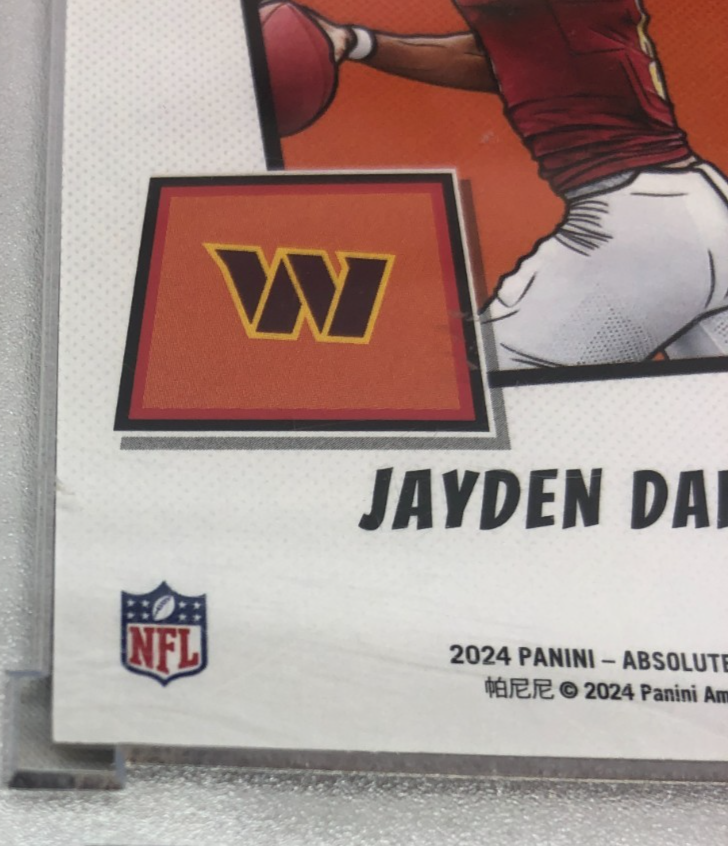 W
JAYDEN DA
NFL
2024 PANINI – ABSOLUTE
帕尼尼 © 2024 Panini Am